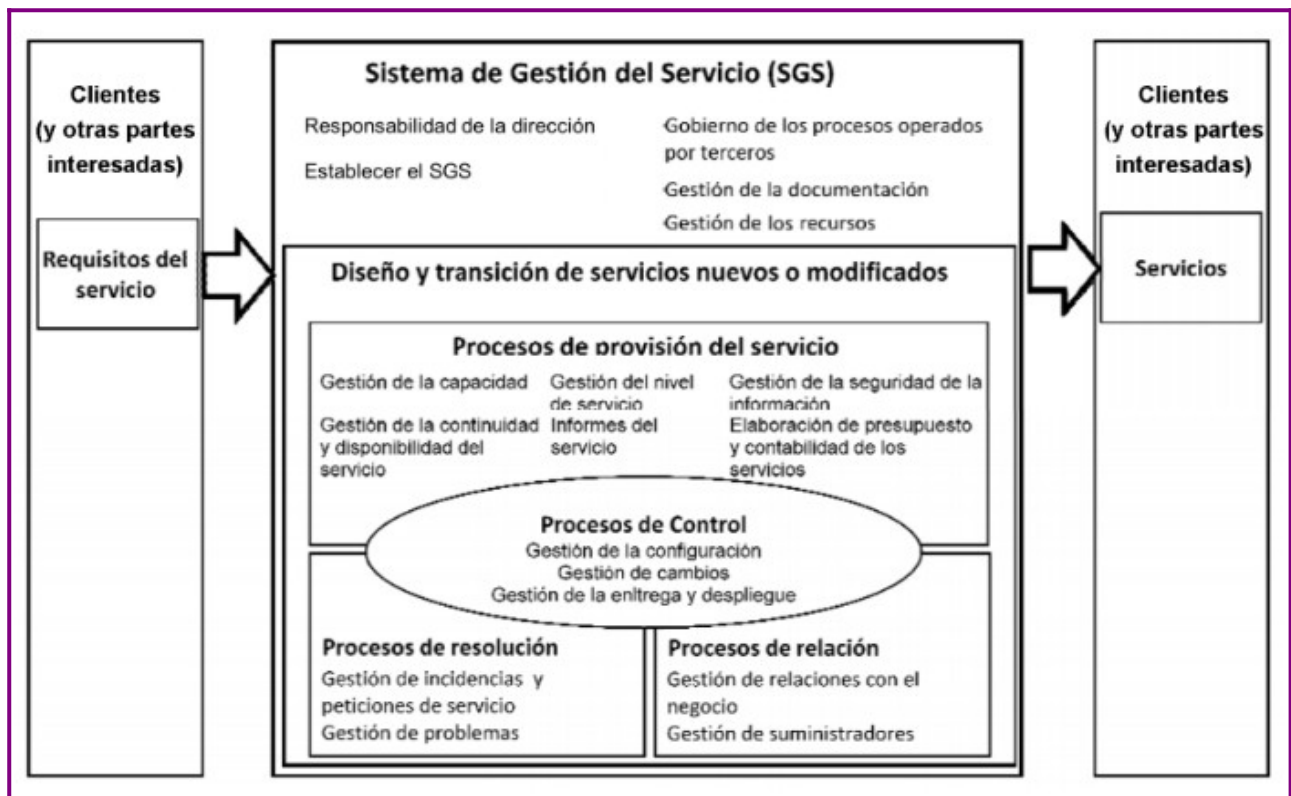 Clientes
(y otras partes
interesadas)
Requisitos del
servicio
Sistema de Gestión del Servicio (SGS)
Responsabilidad de la dirección
Establecer el SGS
Gobierno de los procesos operados
por terceros
Gestión de la documentación
Gestión de los recursos
Diseño y transición de servicios nuevos o modificados
Procesos de provisión del servicio
Gestión de la capacidad
Gestión del nivel
de servicio
Gestión de la seguridad de la
información
Gestión de la continuidad
y disponibilidad del
servicio
Informes del
servicio
Elaboración de presupuesto
y contabilidad de los
servicios
Procesos de Control
Gestión de la configuración
Gestión de cambios
Gestión de la enltrega y despliegue
Procesos de resolución
Gestión de incidencias y
peticiones de servicio
Gestión de problemas
Procesos de relación
Gestión de relaciones con el
negocio
Gestión de suministradores
Clientes
(y otras partes
interesadas)
Servicios